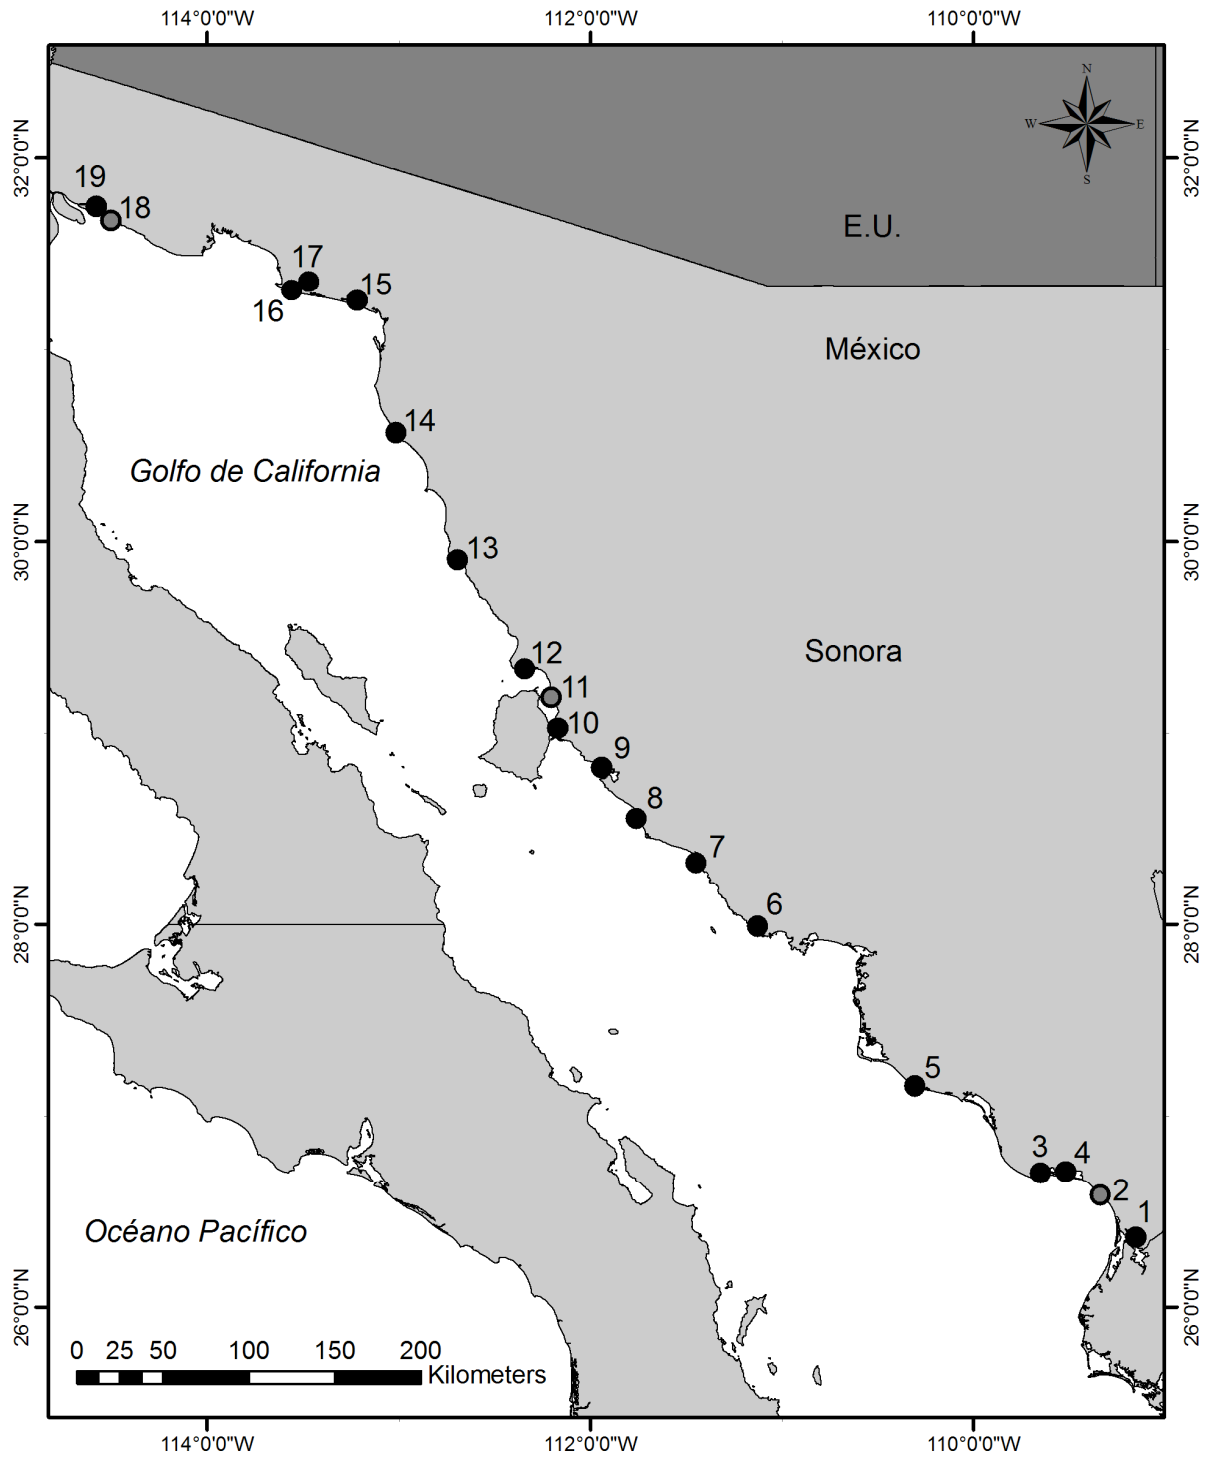 114°0'0"W
112°0'0"W
110°0'0"W
N
W
E
S
32°0'0"N
32°0'0"N
19
18
E.U.
17
15
16
México
14
Golfo de California
30°0'0"N
30°0'0"N
13
12
Sonora
11
10
9
8
7
6
28°0'0"N
28°0'0"N
5
3
4
2
1
Océano Pacífico
26°0'0"N
26°0'0"N
0 25 50 100 150 200
Kilometers
114°0'0"W
112°0'0"W
110°0'0"W